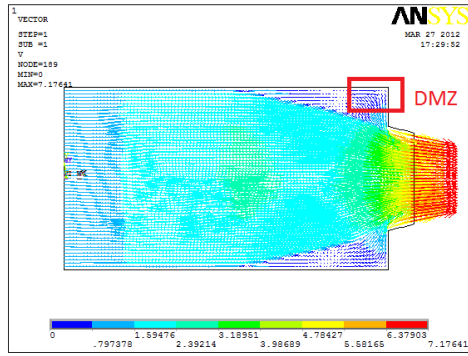 1
VECTOR
STEP=1
SUB =1
V
NODE=189
MIN=0
MAX=7.17641
ANSYS
MAR 27 2012
17:29:52
DMZ
0
.797378
1.59476
2.39214
3.18951
3.98689
4.78427
5.58165
6.37903
7.17641